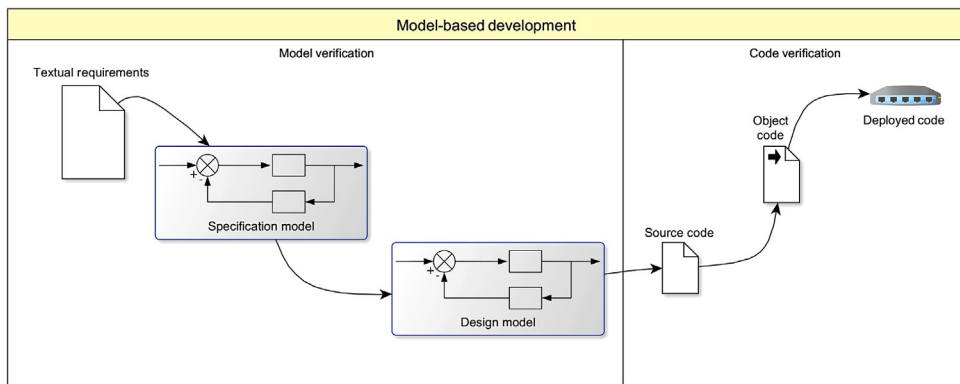 Model-based development
Model verification
Code verification
Textual requirements
+
-
Specification model
+
-
Design model
Source code
Object
code
Deployed code